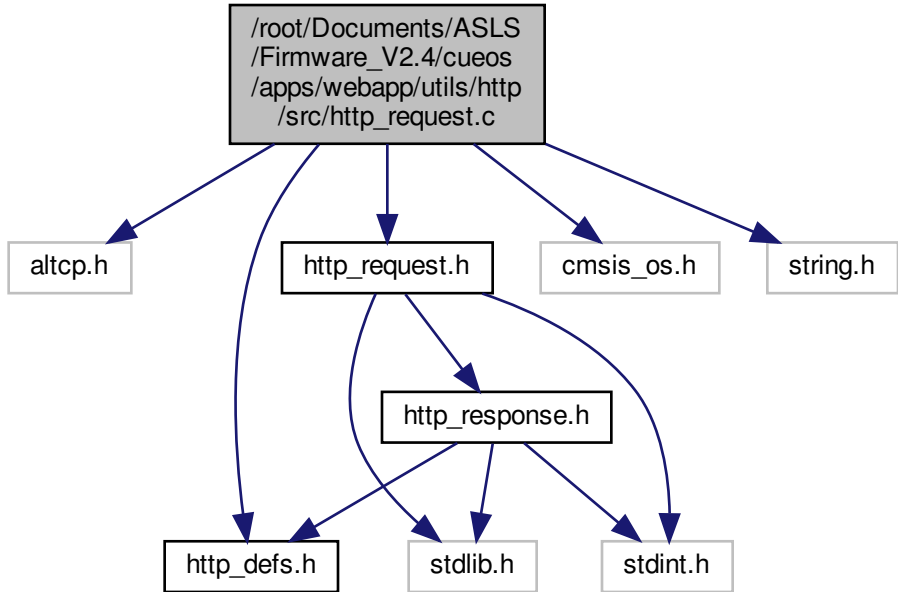 /root/Documents/ASLS
/Firmware_V2.4/cueos
/apps/webapp/utils/http
/src/http_request.c
altcp.h
http_request.h
cmsis_os.h
string.h
http_response.h
http_defs.h
stdlib.h
stdint.h